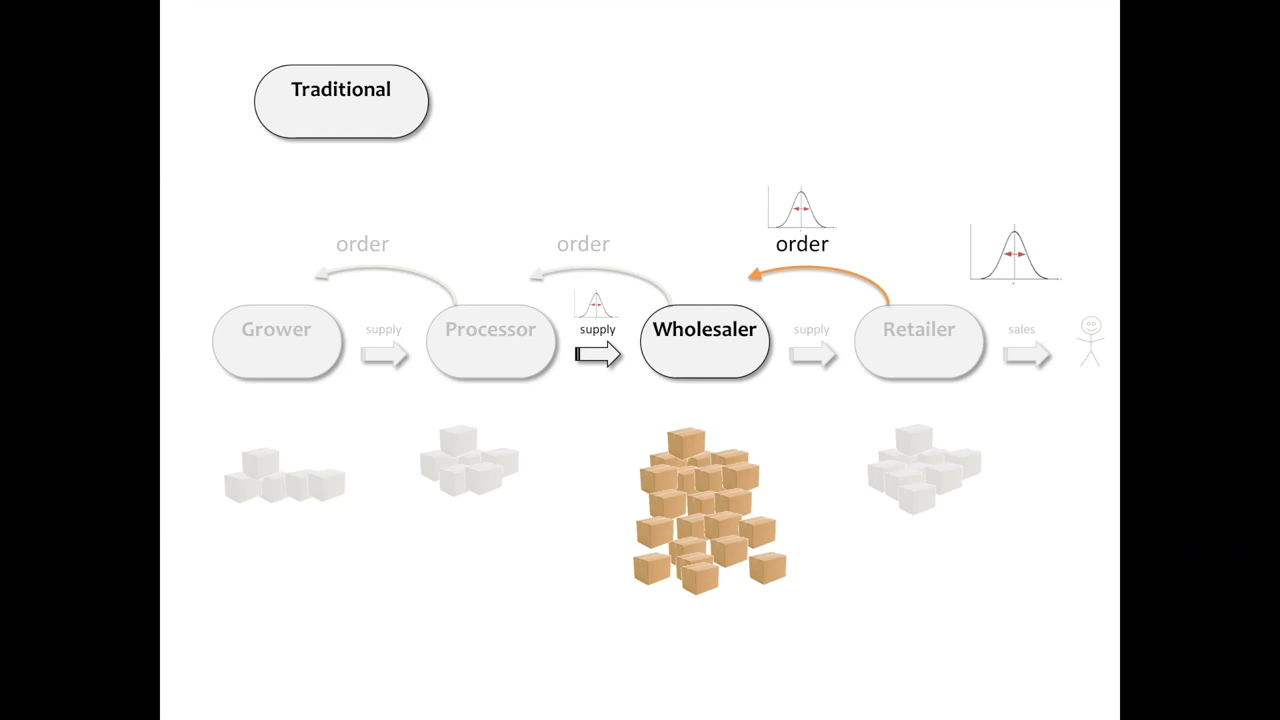 Traditional
order
order
order
Grower
supply
Processor
supply
Wholesaler
supply
Retailer
sales